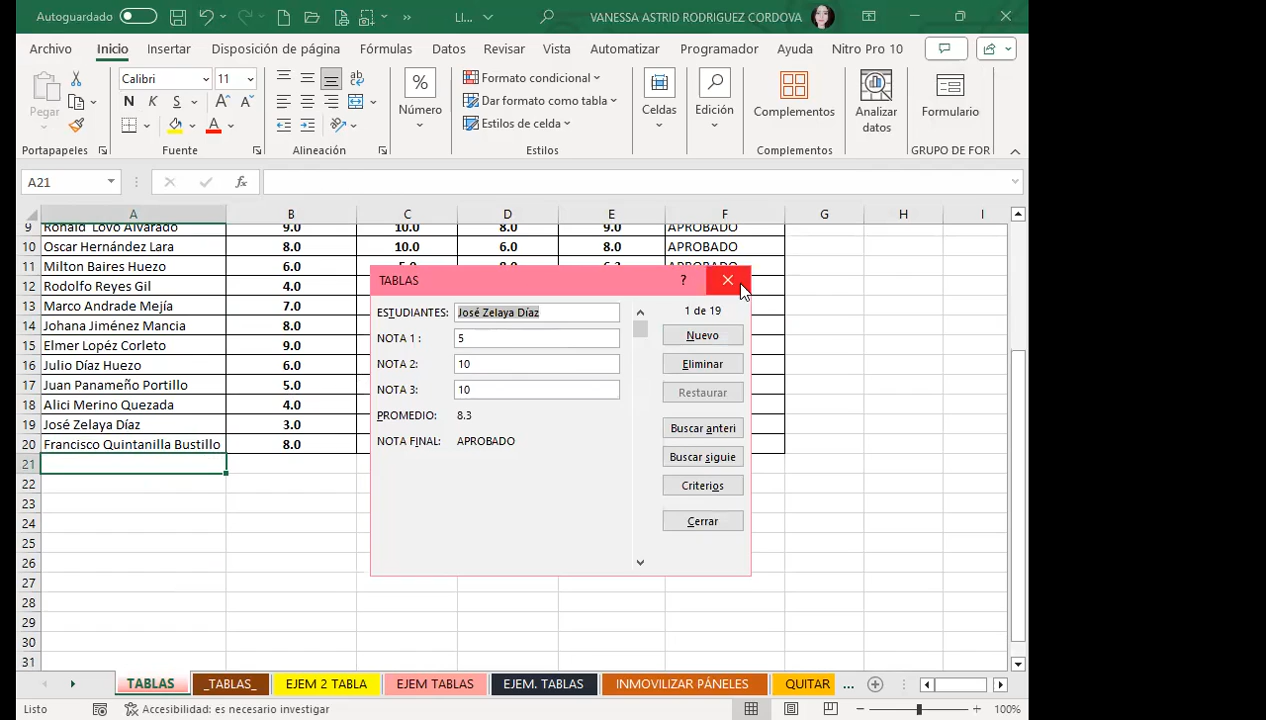 Autoguardado
LI...
VANESSA ASTRID RODRIGUEZ CORDOVA
Archivo Inicio Insertar Disposición de página Fórmulas Datos Revisar Vista Automatizar Programador Ayuda Nitro Pro 10
Pegar
Calibri 11
N K S
Número
Formato condicional
Dar formato como tabla
Estilos de celda
Celdas
Edición
Complementos
Analizar datos
Formulario
Portapapeles Fuente Alineación Estilos Complementos GRUPO DE FOR
A21 fx
A B C D E F G H I
9 Ronald Lovo Alvarado 9.0 10.0 8.0 9.0 APROBADO
10 Oscar Hernández Lara 8.0 10.0 6.0 8.0 APROBADO
11 Milton Baires Huezo 6.0
12 Rodolfo Reyes Gil 4.0
13 Marco Andrade Mejía 7.0
14 Johana Jiménez Mancia 8.0
15 Elmer Lopéz Corleto 9.0
16 Julio Díaz Huezo 6.0
17 Juan Panameño Portillo 5.0
18 Alici Merino Quezada 4.0
19 José Zelaya Díaz 3.0
20 Francisco Quintanilla Bustillo 8.0
21
22
23
24
25
26
27
28
29
30
31
TABLAS ?
ESTUDIANTES: José Zelaya Díaz
NOTA 1 : 5
NOTA 2: 10
NOTA 3: 10
PROMEDIO: 8.3
NOTA FINAL: APROBADO
1 de 19
Nuevo
Eliminar
Restaurar
Buscar anteri
Buscar siguie
Criterios
Cerrar
TABLAS _TABLAS_ EJEM 2 TABLA EJEM TABLAS EJEM. TABLAS INMOVILIZAR PÁNELES QUITAR ...
Listo Accesibilidad: es necesario investigar 100%